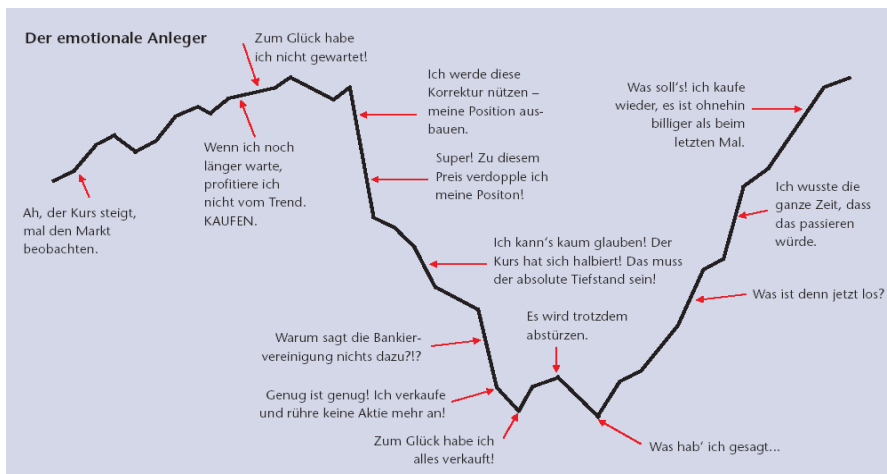 Der emotionale Anleger
Zum Glück habe
ich nicht gewartet!
Ich werde diese
Korrektur nützen –
meine Position aus-
bauen.
Was soll's! ich kaufe
wieder, es ist ohnehin
billiger als beim
letzten Mal.
Wenn ich noch
länger warte,
profitiere ich
nicht vom Trend.
KAUFEN.
Super! Zu diesem
Preis verdopple ich
meine Positon!
Ah, der Kurs steigt,
mal den Markt
beobachten.
Ich wusste die
ganze Zeit, dass
das passieren
würde.
Ich kann's kaum glauben! Der
Kurs hat sich halbiert! Das muss
der absolute Tiefstand sein!
Was ist denn jetzt los?
Es wird trotzdem
abstürzen.
Warum sagt die Bankier-
vereinigung nichts dazu?!?
Genug ist genug! Ich verkaufe
und rühre keine Aktie mehr an!
Zum Glück habe ich
alles verkauft!
Was hab' ich gesagt...